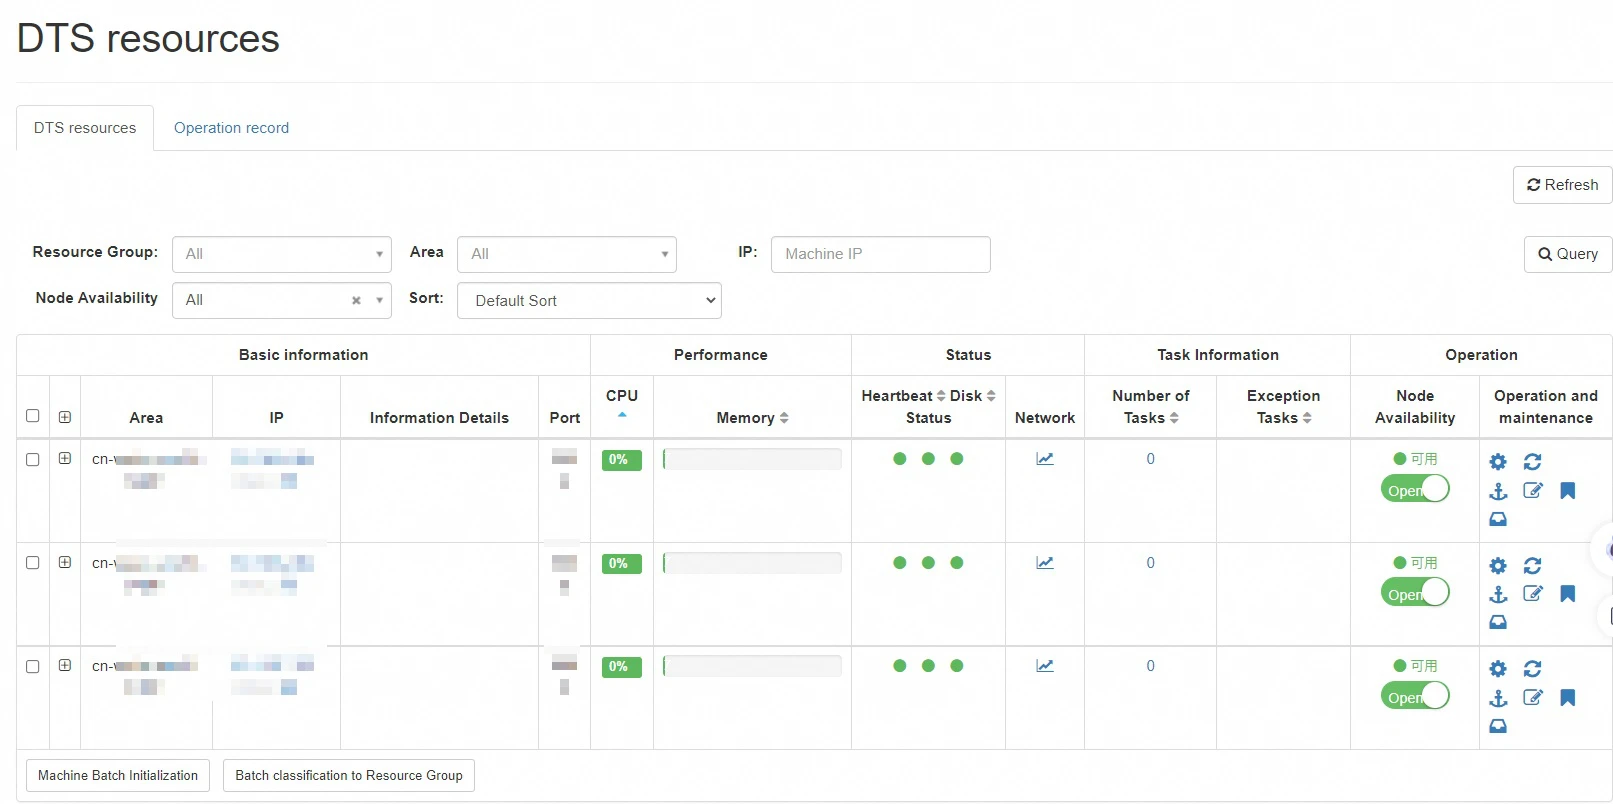 DTS resources
DTS resources
Operation record
Refresh
Resource Group:
All
Area
All
IP:
Machine IP
Query
Node Availability
All
Sort:
Default Sort
Basic information
Performance
Status
Task Information
Operation
Area
IP
Information Details
Port
CPU
Memory
Heartbeat Disk
Status
Network
Number of
Tasks
Exception
Tasks
Node
Availability
Operation and
maintenance
0%
0
可用
Open
0%
0
可用
Open
0%
0
可用
Open
Machine Batch Initialization
Batch classification to Resource Group